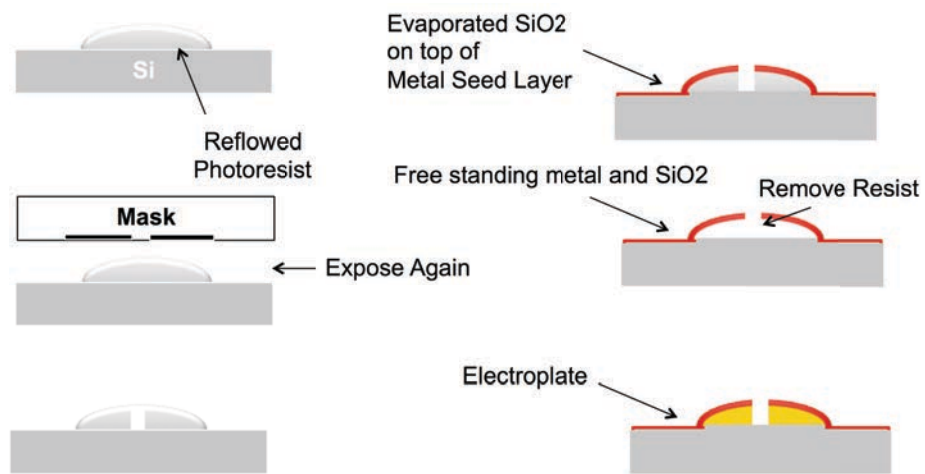 Si
Reflowed
Photoresist
Mask
Expose Again
Evaporated SiO2
on top of
Metal Seed Layer
Free standing metal and SiO2
Remove Resist
Electroplate